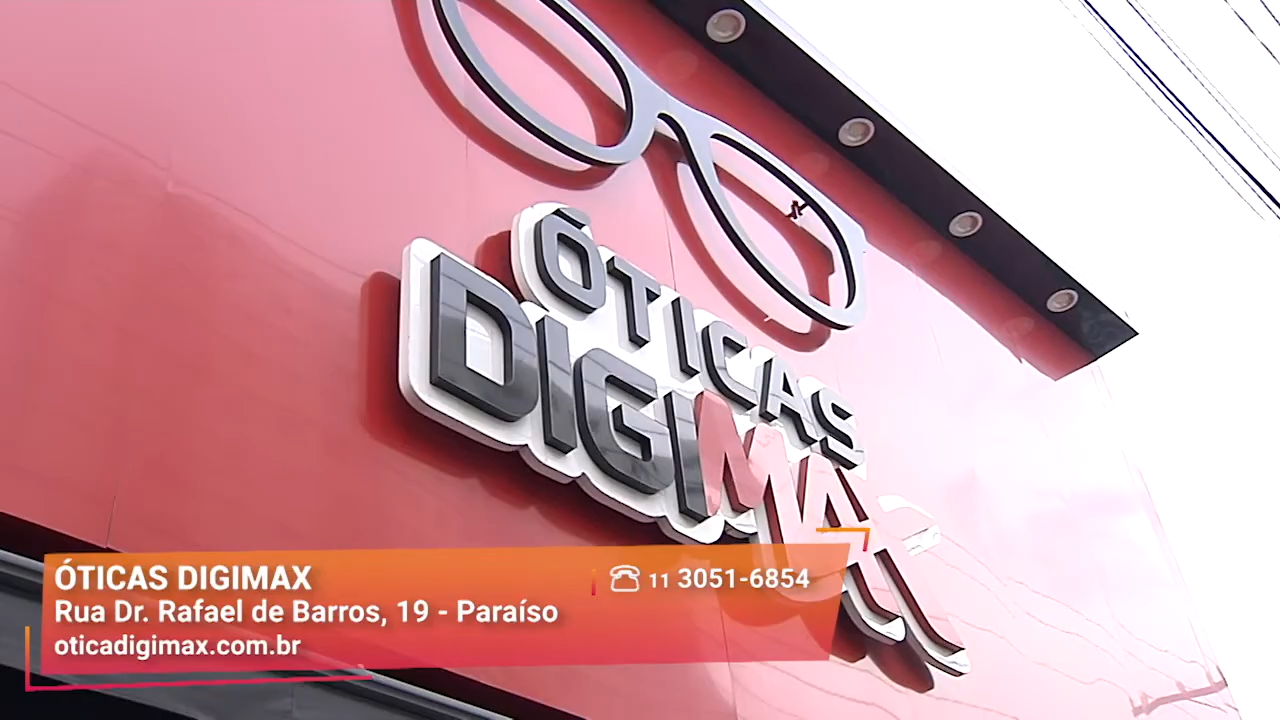 ÓTICAS
DIGIMAX
ÓTICAS DIGIMAX
Rua Dr. Rafael de Barros, 19 - Paraíso
oticadigimax.com.br
11 3051-6854